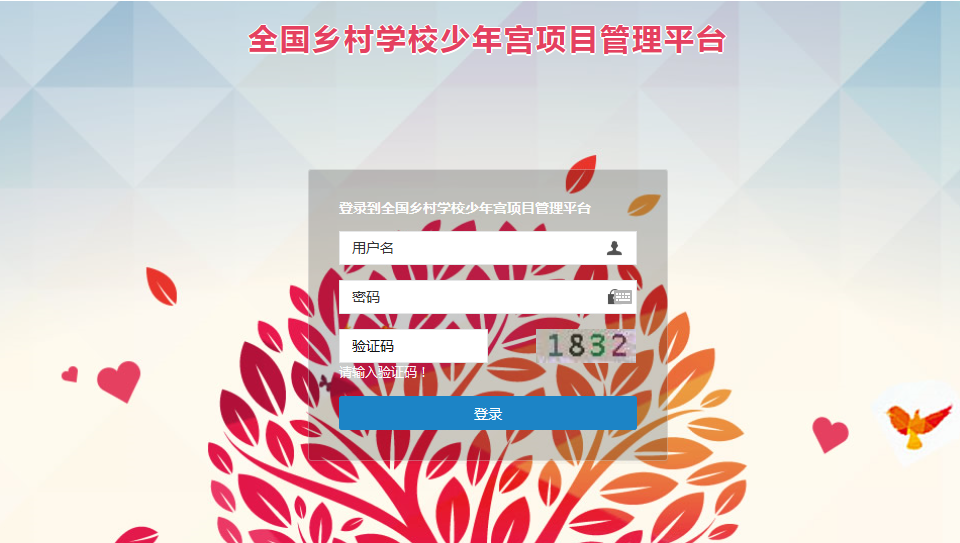 全国乡村学校少年宫项目管理平台
登录到全国乡村学校少年宫项目管理平台
用户名
密码
验证码
1832
请输入验证码！
登录